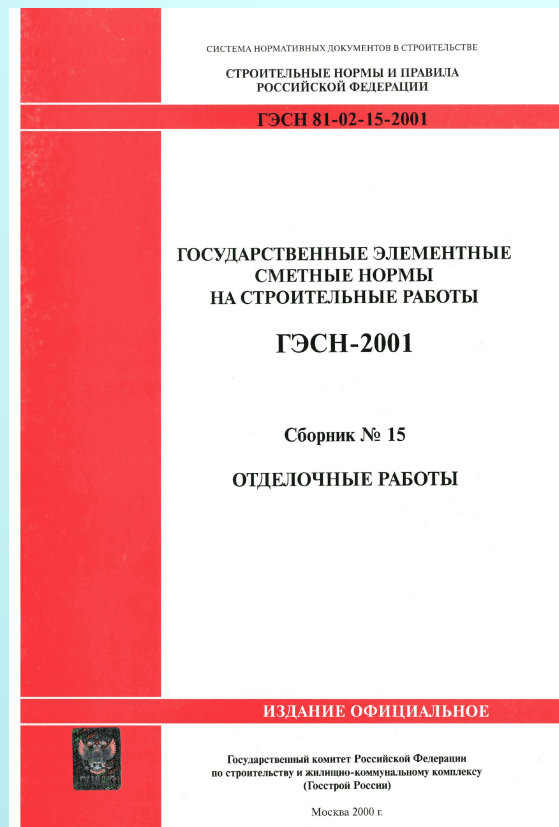 СИСТЕМА НОРМАТИВНЫХ ДОКУМЕНТОВ В СТРОИТЕЛЬСТВЕ
СТРОИТЕЛЬНЫЕ НОРМЫ И ПРАВИЛА
РОССИЙСКОЙ ФЕДЕРАЦИИ
ГЭСН 81-02-15-2001
ГОСУДАРСТВЕННЫЕ ЭЛЕМЕНТНЫЕ
СМЕТНЫЕ НОРМЫ
НА СТРОИТЕЛЬНЫЕ РАБОТЫ
ГЭСН-2001
Сборник № 15
ОТДЕЛОЧНЫЕ РАБОТЫ
ИЗДАНИЕ ОФИЦИАЛЬНОЕ
Государственный комитет Российской Федерации
по строительству и жилищно-коммунальному комплексу
(Госстрой России)
Москва 2000 г.